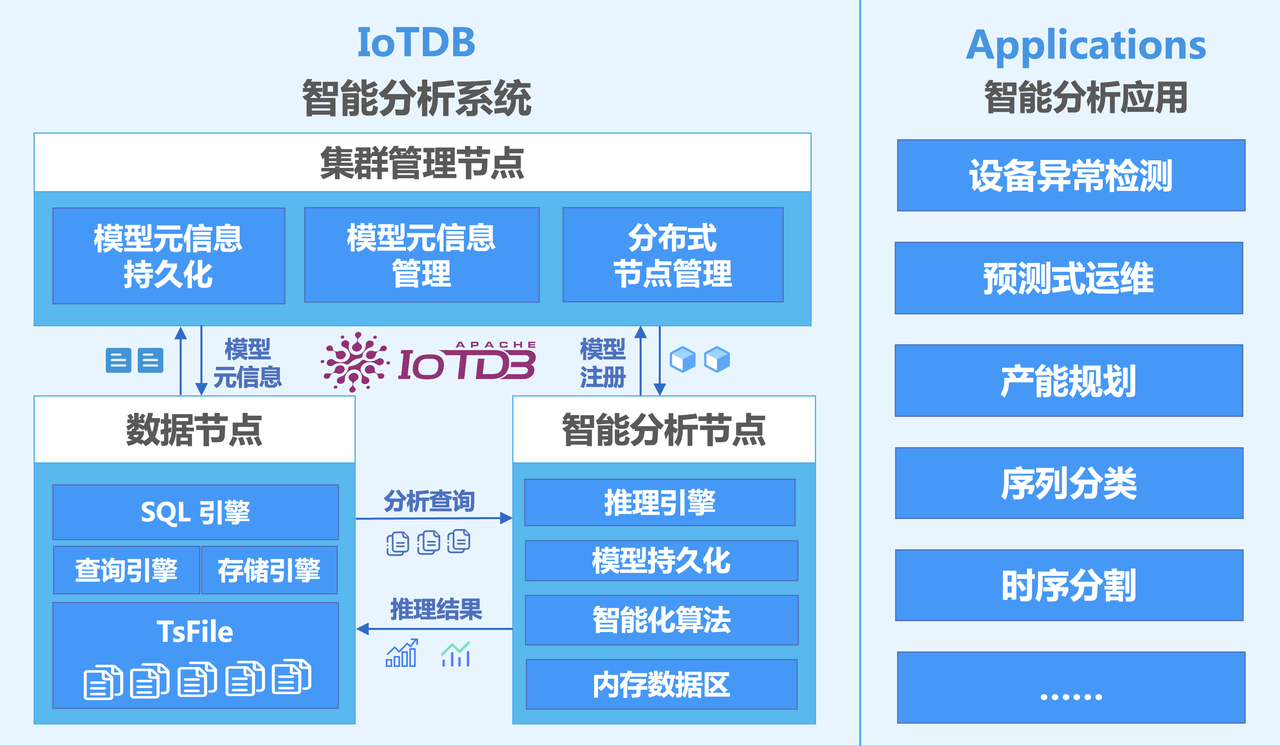 IoTDB
智能分析系统
集群管理节点
模型元信息
持久化
模型元信息
管理
分布式
节点管理
模型
元信息
APACHE
IoTDB
模型
注册
数据节点
SQL 引擎
查询引擎
存储引擎
TsFile
分析查询
推理结果
智能分析节点
推理引擎
模型持久化
智能化算法
内存数据区
Applications
智能分析应用
设备异常检测
预测式运维
产能规划
序列分类
时序分割
……